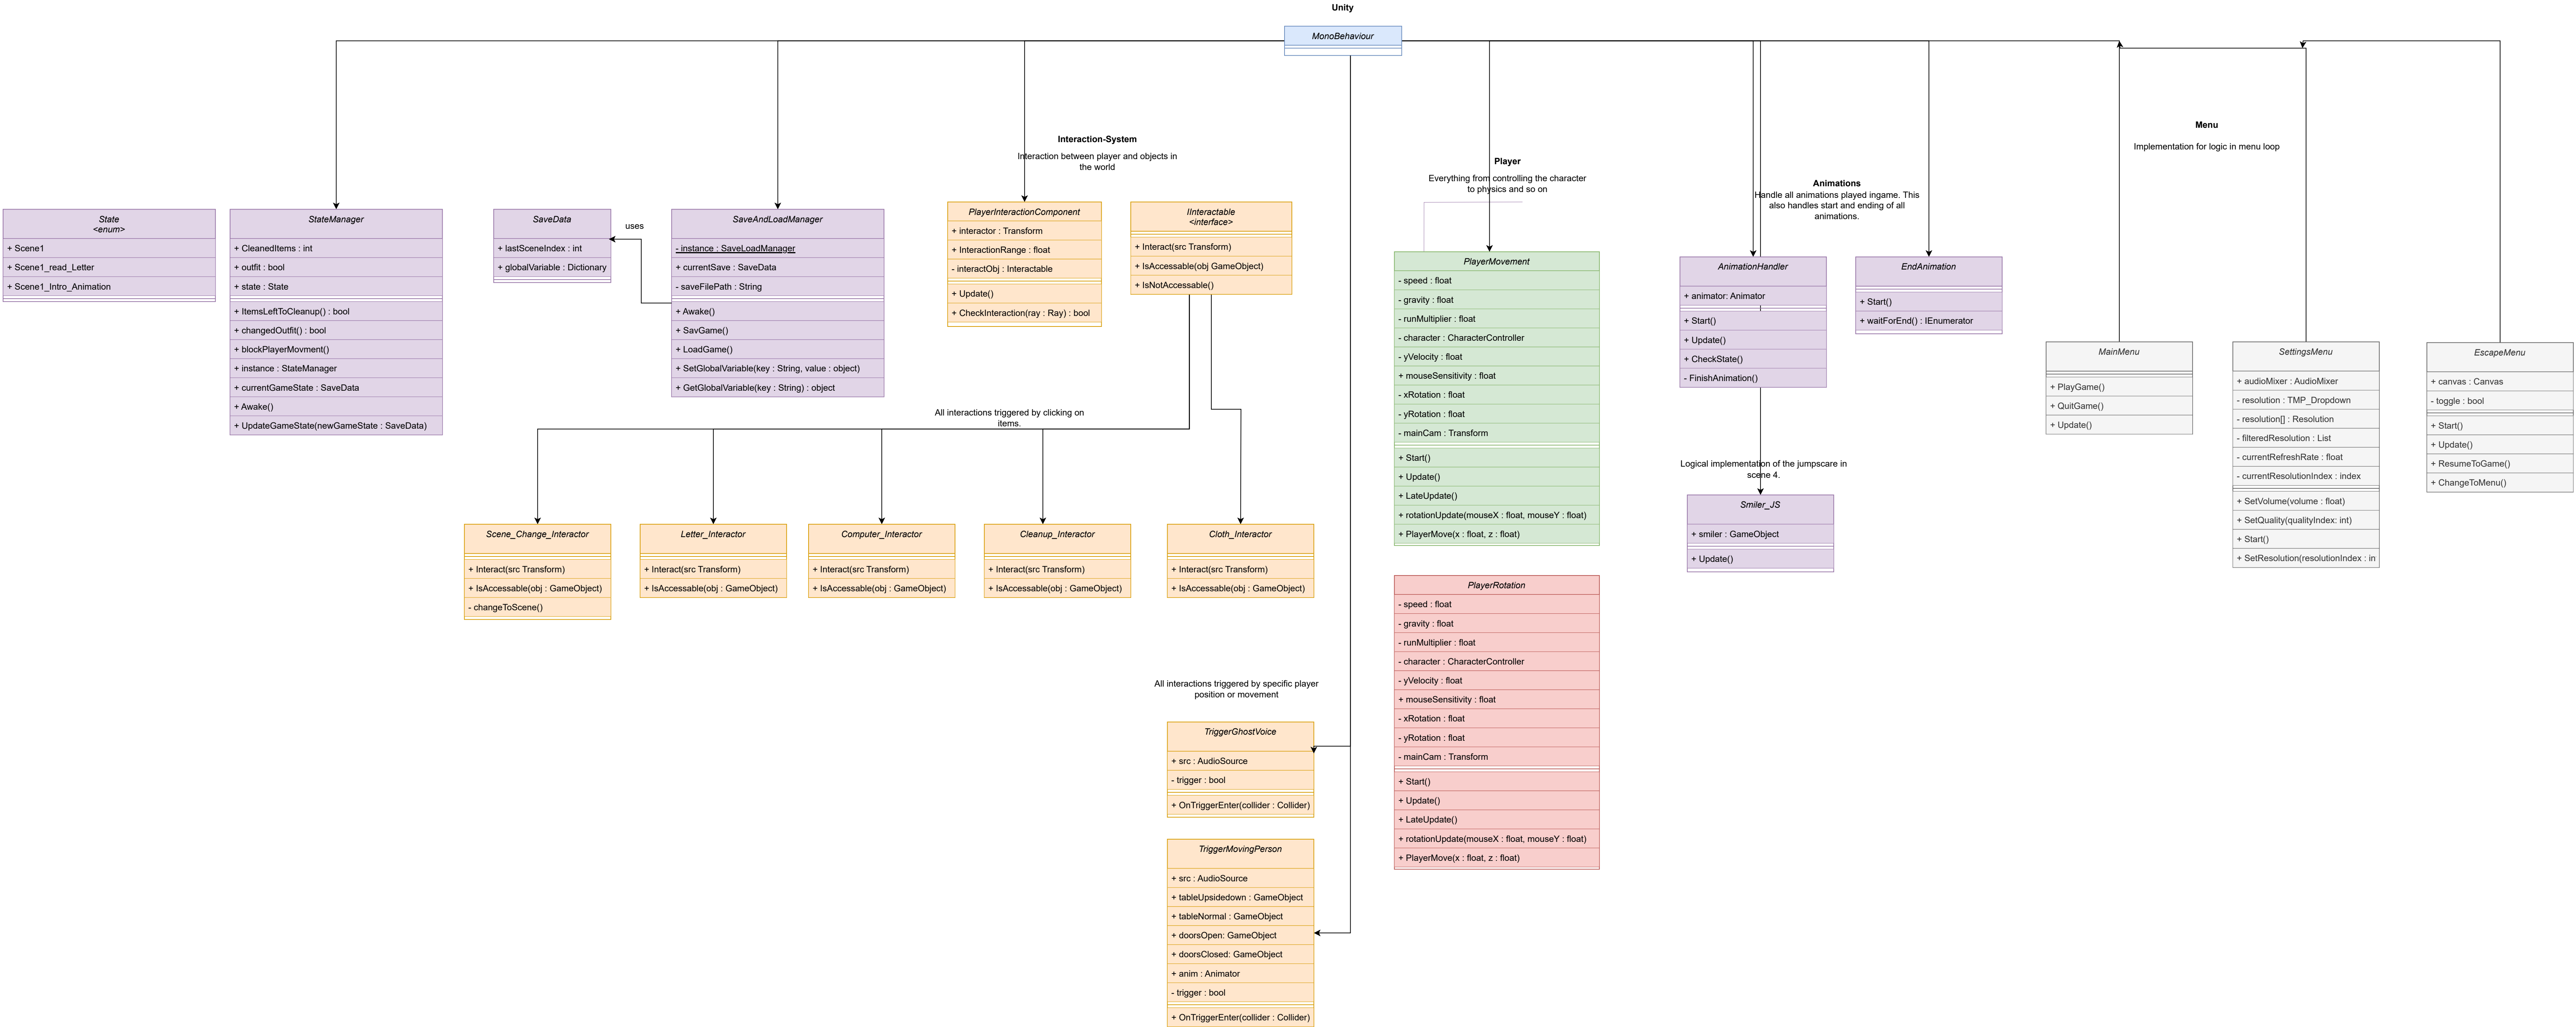 Unity
MonoBehaviour
Interaction-System
Interaction between player and objects in
the world
Player
Everything from controlling the character
to physics and so on
Animations
Handle all animations played ingame. This
also handles start and ending of all
animations.
Menu
Implementation for logic in menu loop
State
<enum>
+ Scene1
+ Scene1_read_Letter
+ Scene1_Intro_Animation
StateManager
+ CleanedItems : int
+ outfit : bool
+ state : State
+ ItemsLeftToCleanup() : bool
+ changedOutfit() : bool
+ blockPlayerMovment()
+ instance : StateManager
+ currentGameState : SaveData
+ Awake()
+ UpdateGameState(newGameState : SaveData)
SaveData
+ lastSceneIndex : int
+ globalVariable : Dictionary
uses
SaveAndLoadManager
- instance : SaveLoadManager
+ currentSave : SaveData
- saveFilePath : String
+ Awake()
+ SavGame()
+ LoadGame()
+ SetGlobalVariable(key : String, value : object)
+ GetGlobalVariable(key : String) : object
PlayerInteractionComponent
+ interactor : Transform
+ InteractionRange : float
- interactObj : Interactable
+ Update()
+ CheckInteraction(ray : Ray) : bool
IInteractable
<interface>
+ Interact(src Transform)
+ IsAccessable(obj GameObject)
+ IsNotAccessable()
All interactions triggered by clicking on
items.
Scene_Change_Interactor
+ Interact(src Transform)
+ IsAccessable(obj : GameObject)
- changeToScene()
Letter_Interactor
+ Interact(src Transform)
+ IsAccessable(obj : GameObject)
Computer_Interactor
+ Interact(src Transform)
+ IsAccessable(obj : GameObject)
Cleanup_Interactor
+ Interact(src Transform)
+ IsAccessable(obj : GameObject)
Cloth_Interactor
+ Interact(src Transform)
+ IsAccessable(obj : GameObject)
All interactions triggered by specific player
position or movement
TriggerGhostVoice
+ src : AudioSource
- trigger : bool
+ OnTriggerEnter(collider : Collider)
TriggerMovingPerson
+ src : AudioSource
+ tableUpsidedown : GameObject
+ tableNormal : GameObject
+ doorsOpen: GameObject
+ doorsClosed: GameObject
+ anim : Animator
- trigger : bool
+ OnTriggerEnter(collider : Collider)
PlayerMovement
- speed : float
- gravity : float
- runMultiplier : float
- character : CharacterController
- yVelocity : float
+ mouseSensitivity : float
- xRotation : float
- yRotation : float
- mainCam : Transform
+ Start()
+ Update()
+ LateUpdate()
+ rotationUpdate(mouseX : float, mouseY : float)
+ PlayerMove(x : float, z : float)
PlayerRotation
- speed : float
- gravity : float
- runMultiplier : float
- character : CharacterController
- yVelocity : float
+ mouseSensitivity : float
- xRotation : float
- yRotation : float
- mainCam : Transform
+ Start()
+ Update()
+ LateUpdate()
+ rotationUpdate(mouseX : float, mouseY : float)
+ PlayerMove(x : float, z : float)
AnimationHandler
+ animator: Animator
+ Start()
+ Update()
+ CheckState()
- FinishAnimation()
EndAnimation
+ Start()
+ waitForEnd() : IEnumerator
Logical implementation of the jumpscare in
scene 4.
Smiler_JS
+ smiler : GameObject
+ Update()
MainMenu
+ PlayGame()
+ QuitGame()
+ Update()
SettingsMenu
+ audioMixer : AudioMixer
- resolution : TMP_Dropdown
- resolution[] : Resolution
- filteredResolution : List
- currentRefreshRate : float
- currentResolutionIndex : index
+ SetVolume(volume : float)
+ SetQuality(qualityIndex: int)
+ Start()
+ SetResolution(resolutionIndex : in
EscapeMenu
+ canvas : Canvas
- toggle : bool
+ Start()
+ Update()
+ ResumeToGame()
+ ChangeToMenu()